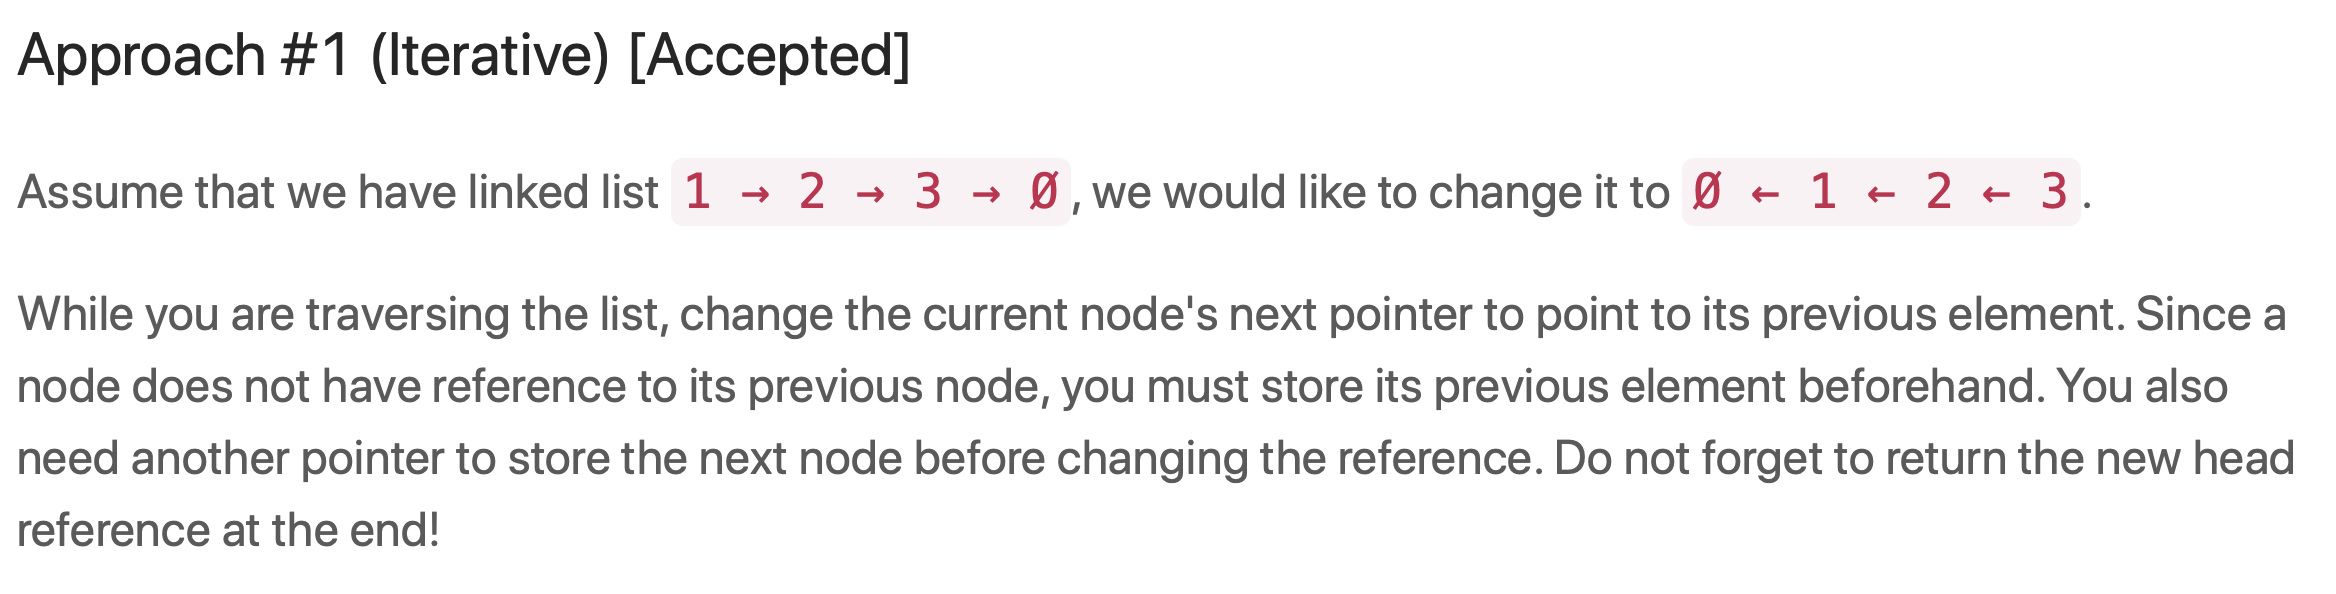 Approach #1 (Iterative) [Accepted]
Assume that we have linked list 1 → 2 → 3 → Ø, we would like to change it to Ø ← 1 ← 2 ← 3.
While you are traversing the list, change the current node's next pointer to point to its previous element. Since a
node does not have reference to its previous node, you must store its previous element beforehand. You also
need another pointer to store the next node before changing the reference. Do not forget to return the new head
reference at the end!